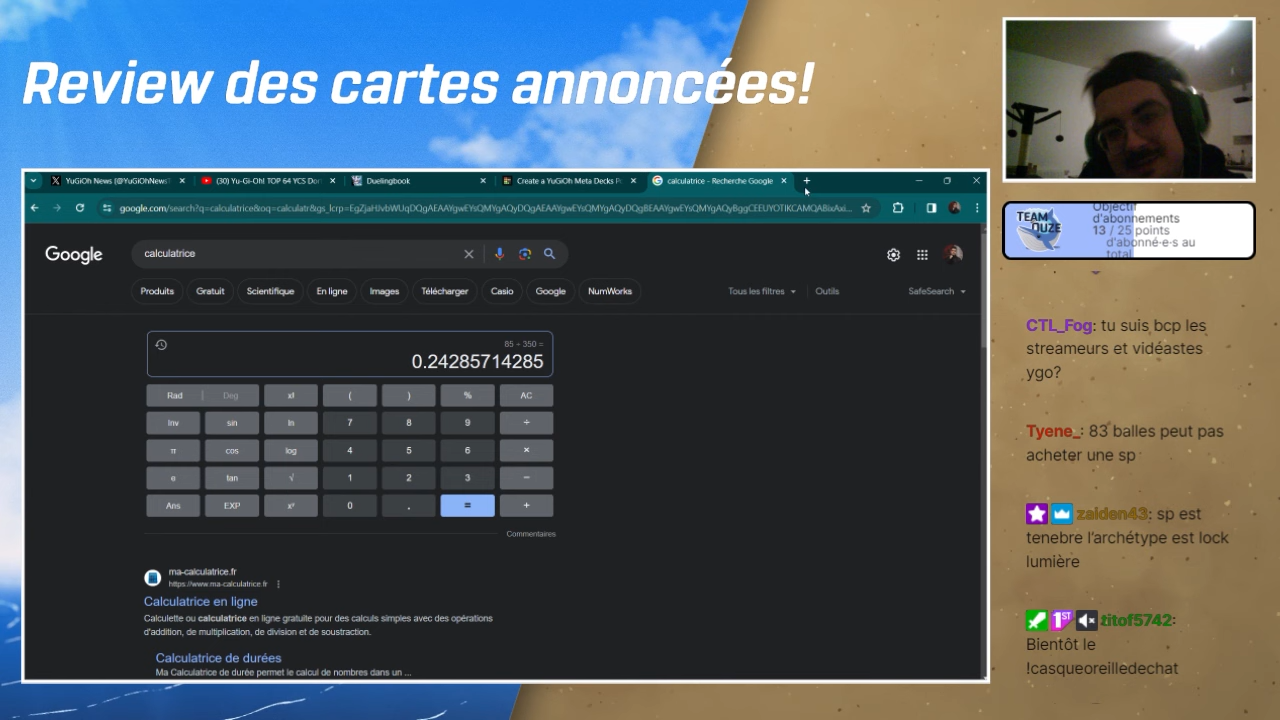 Review des cartes annoncées!
YuGiOh News (@YuGiOhNewsT
(30) Yu-Gi-Oh! TOP 64 YCS Dor
Duelingbook
Create a YuGiOh Meta Decks P
calculatrice - Recherche Google
Google
calculatrice
Produits
Gratuit
Scientifique
En ligne
Images
Télécharger
Casio
Google
NumWorks
Tous les filtres
Outils
SafeSearch
85 ÷ 350 =
0.24285714285
Rad
Deg
x!
(
)
%
AC
Inv
sin
ln
7
8
9
÷
π
cos
log
4
5
6
×
e
tan
√
1
2
3
−
Ans
EXP
xʸ
0
.
=
+
Commentaires
ma-calculatrice.fr
https://www.ma-calculatrice.fr
Calculatrice en ligne
Calculette ou calculatrice en ligne gratuite pour des calculs simples avec des opérations
d'addition, de multiplication, de division et de soustraction.
Calculatrice de durées
Ma Calculatrice de durée permet le calcul de nombres dans un ...
TEAM
OUZE
Objectif
d'abonnements
13 / 25 points
d'abonné·e·s au
total
CTL_Fog: tu suis bcp les
streameurs et vidéastes
ygo?
Tyene_: 83 balles peut pas
acheter une sp
zaiden43: sp est
tenebre l'archétype est lock
lumière
1ST
titof5742:
Bientôt le
!casqueoreilledechat